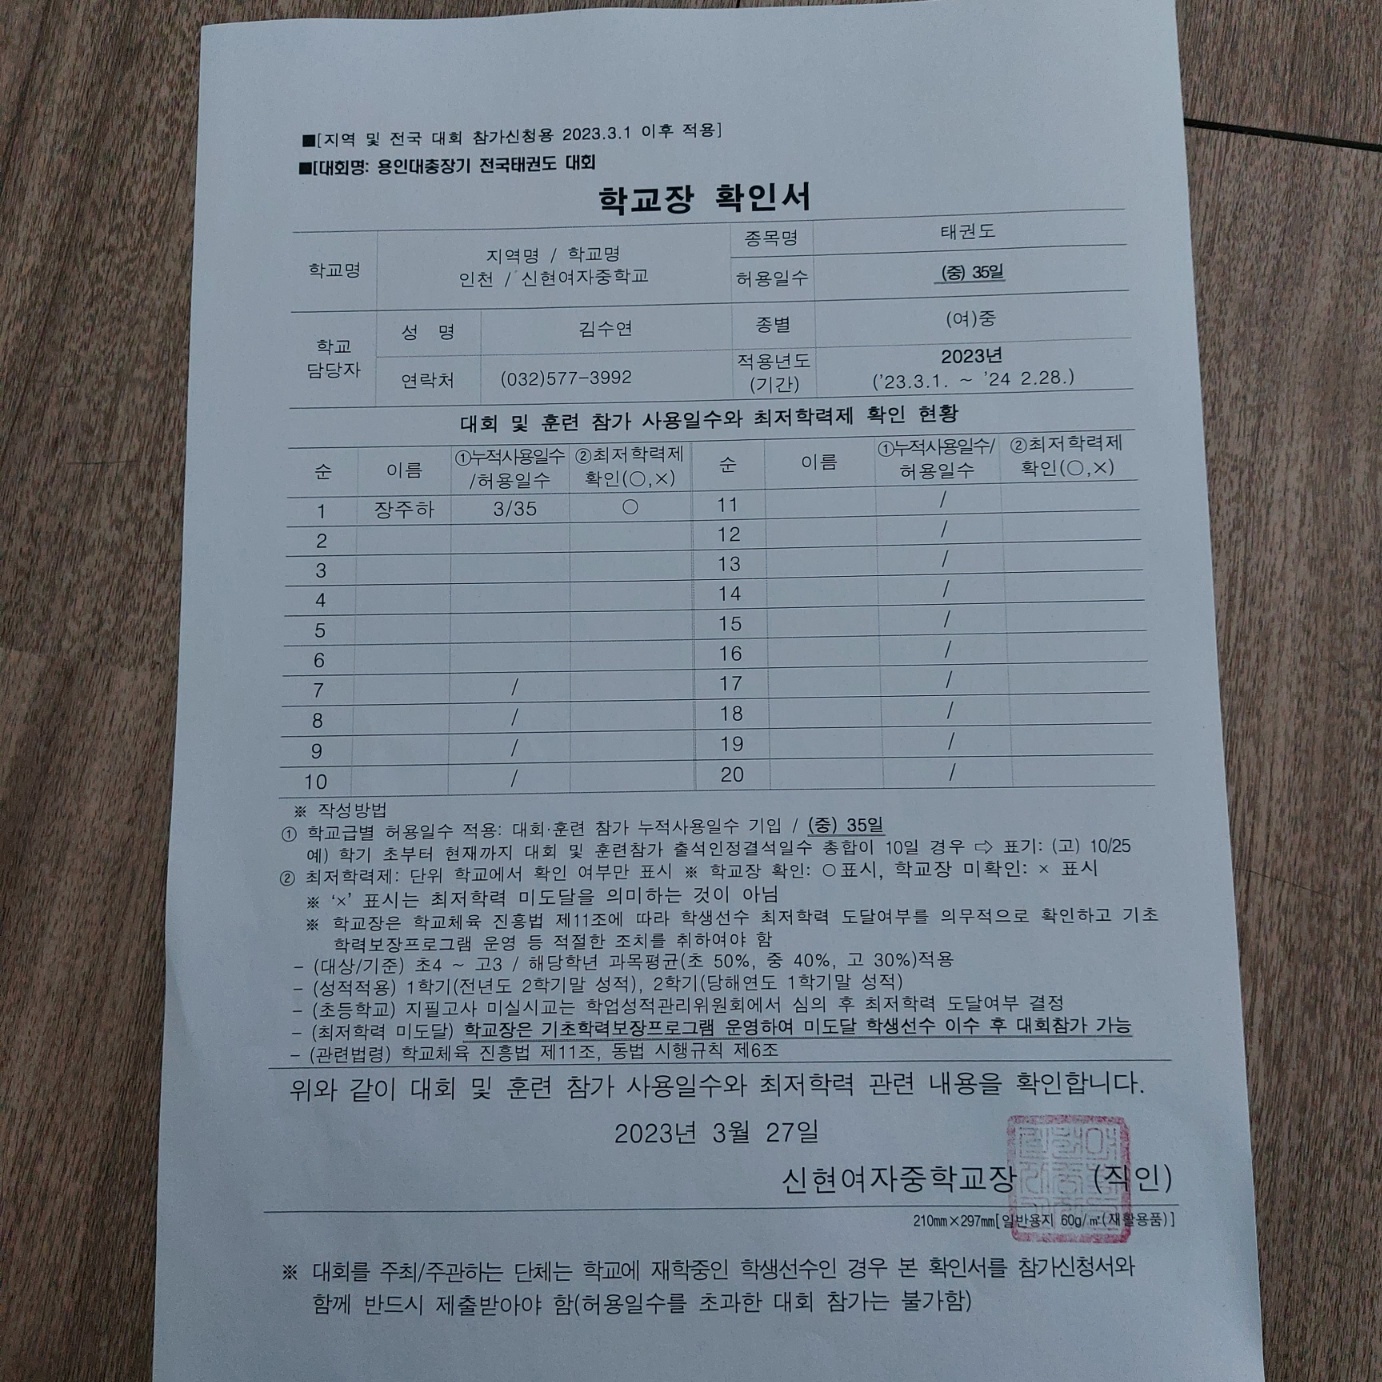 ■[지역 및 전국 대회 참가신청용 2023.3.1 이후 적용]
■[대회명: 용인대총장기 전국태권도 대회
학교장 확인서
학교명
지역명 / 학교명
인천 / 신현여자중학교
종목명
태권도
허용일수
(중) 35일
학교
담당자
성 명
김수연
종별
(여)중
연락처
(032)577-3992
적용년도
(기간)
2023년
('23.3.1. ~ '24 2.28.)
대회 및 훈련 참가 사용일수와 최저학력제 확인 현황
순 이름 ①누적사용일수/허용일수 ②최저학력제 확인(○,×) 순 이름 ①누적사용일수/허용일수 ②최저학력제 확인(○,×)
1 장주하 3/35 ○ 11 /
2 12 /
3 13 /
4 14 /
5 15 /
6 16 /
7 / 17 /
8 / 18 /
9 / 19 /
10 / 20 /
※ 작성방법
① 학교급별 허용일수 적용: 대회·훈련 참가 누적사용일수 기입 / (중) 35일
예) 학기 초부터 현재까지 대회 및 훈련참가 출석인정결석일수 총합이 10일 경우 ⇨ 표기: (고) 10/25
② 최저학력제: 단위 학교에서 확인 여부만 표시 ※ 학교장 확인: ○표시, 학교장 미확인: × 표시
※ '×' 표시는 최저학력 미도달을 의미하는 것이 아님
※ 학교장은 학교체육 진흥법 제11조에 따라 학생선수 최저학력 도달여부를 의무적으로 확인하고 기초
학력보장프로그램 운영 등 적절한 조치를 취하여야 함
- (대상/기준) 초4 ~ 고3 / 해당학년 과목평균(초 50%, 중 40%, 고 30%)적용
- (성적적용) 1학기(전년도 2학기말 성적), 2학기(당해연도 1학기말 성적)
- (초등학교) 지필고사 미실시교는 학업성적관리위원회에서 심의 후 최저학력 도달여부 결정
- (최저학력 미도달) 학교장은 기초학력보장프로그램 운영하여 미도달 학생선수 이수 후 대회참가 가능
- (관련법령) 학교체육 진흥법 제11조, 동법 시행규칙 제6조
위와 같이 대회 및 훈련 참가 사용일수와 최저학력 관련 내용을 확인합니다.
2023년 3월 27일
신현여자중학교장 (직인)
210mm×297mm[일반용지 60g/㎡(재활용품)]
※ 대회를 주최/주관하는 단체는 학교에 재학중인 학생선수인 경우 본 확인서를 참가신청서와
함께 반드시 제출받아야 함(허용일수를 초과한 대회 참가는 불가함)